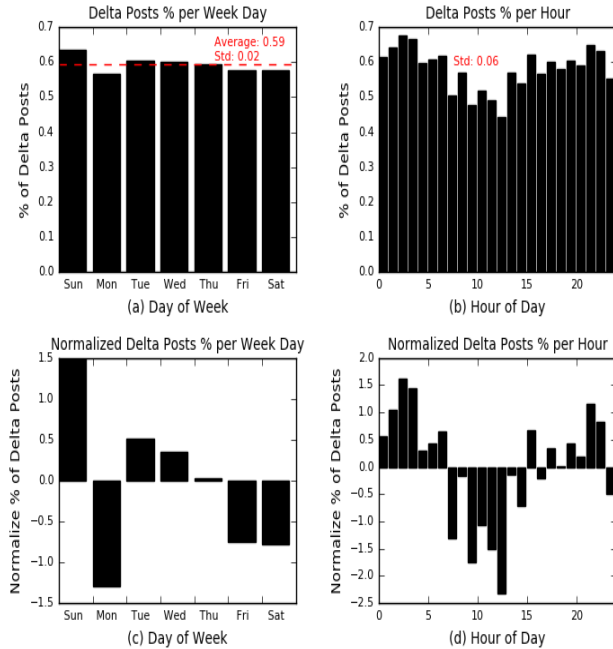 Delta Posts % per Week Day
% of Delta Posts
0.7
0.6
0.5
0.4
0.3
0.2
0.1
0.0
Average: 0.59
Std: 0.02
Sun Mon Tue Wed Thu Fri Sat
(a) Day of Week
Delta Posts % per Hour
% of Delta Posts
0.7
0.6
0.5
0.4
0.3
0.2
0.1
0.0
Std: 0.06
0 5 10 15 20
(b) Hour of Day
Normalized Delta Posts % per Week Day
Normalize % of Delta Posts
1.5
1.0
0.5
0.0
−0.5
−1.0
−1.5
Sun Mon Tue Wed Thu Fri Sat
(c) Day of Week
Normalized Delta Posts % per Hour
Normalize % of Delta Posts
2.0
1.5
1.0
0.5
0.0
−0.5
−1.0
−1.5
−2.0
−2.5
0 5 10 15 20
(d) Hour of Day